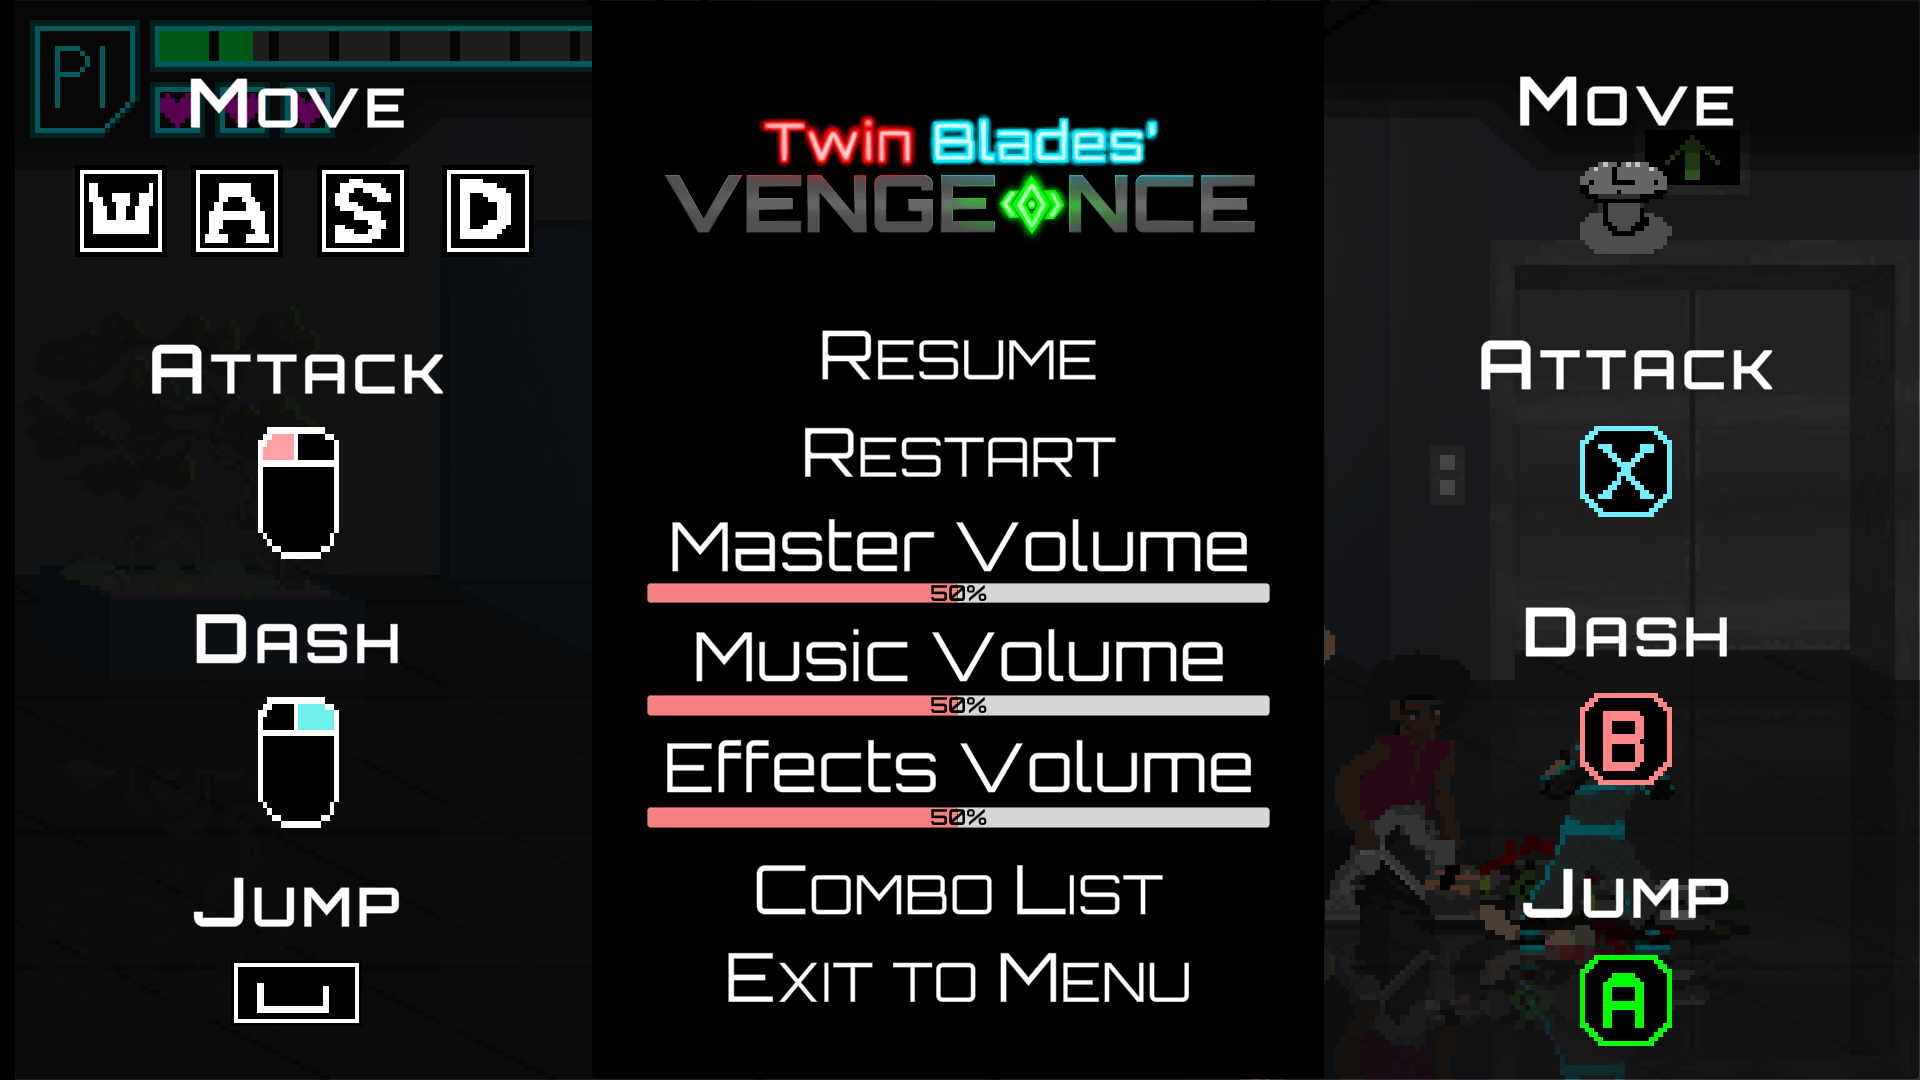 P1
MOVE
W A S D
ATTACK
DASH
JUMP
Twin Blades'
VENGEANCE
RESUME
RESTART
Master Volume
50%
Music Volume
50%
Effects Volume
50%
COMBO LIST
EXIT TO MENU
MOVE
L
ATTACK
X
DASH
B
JUMP
A